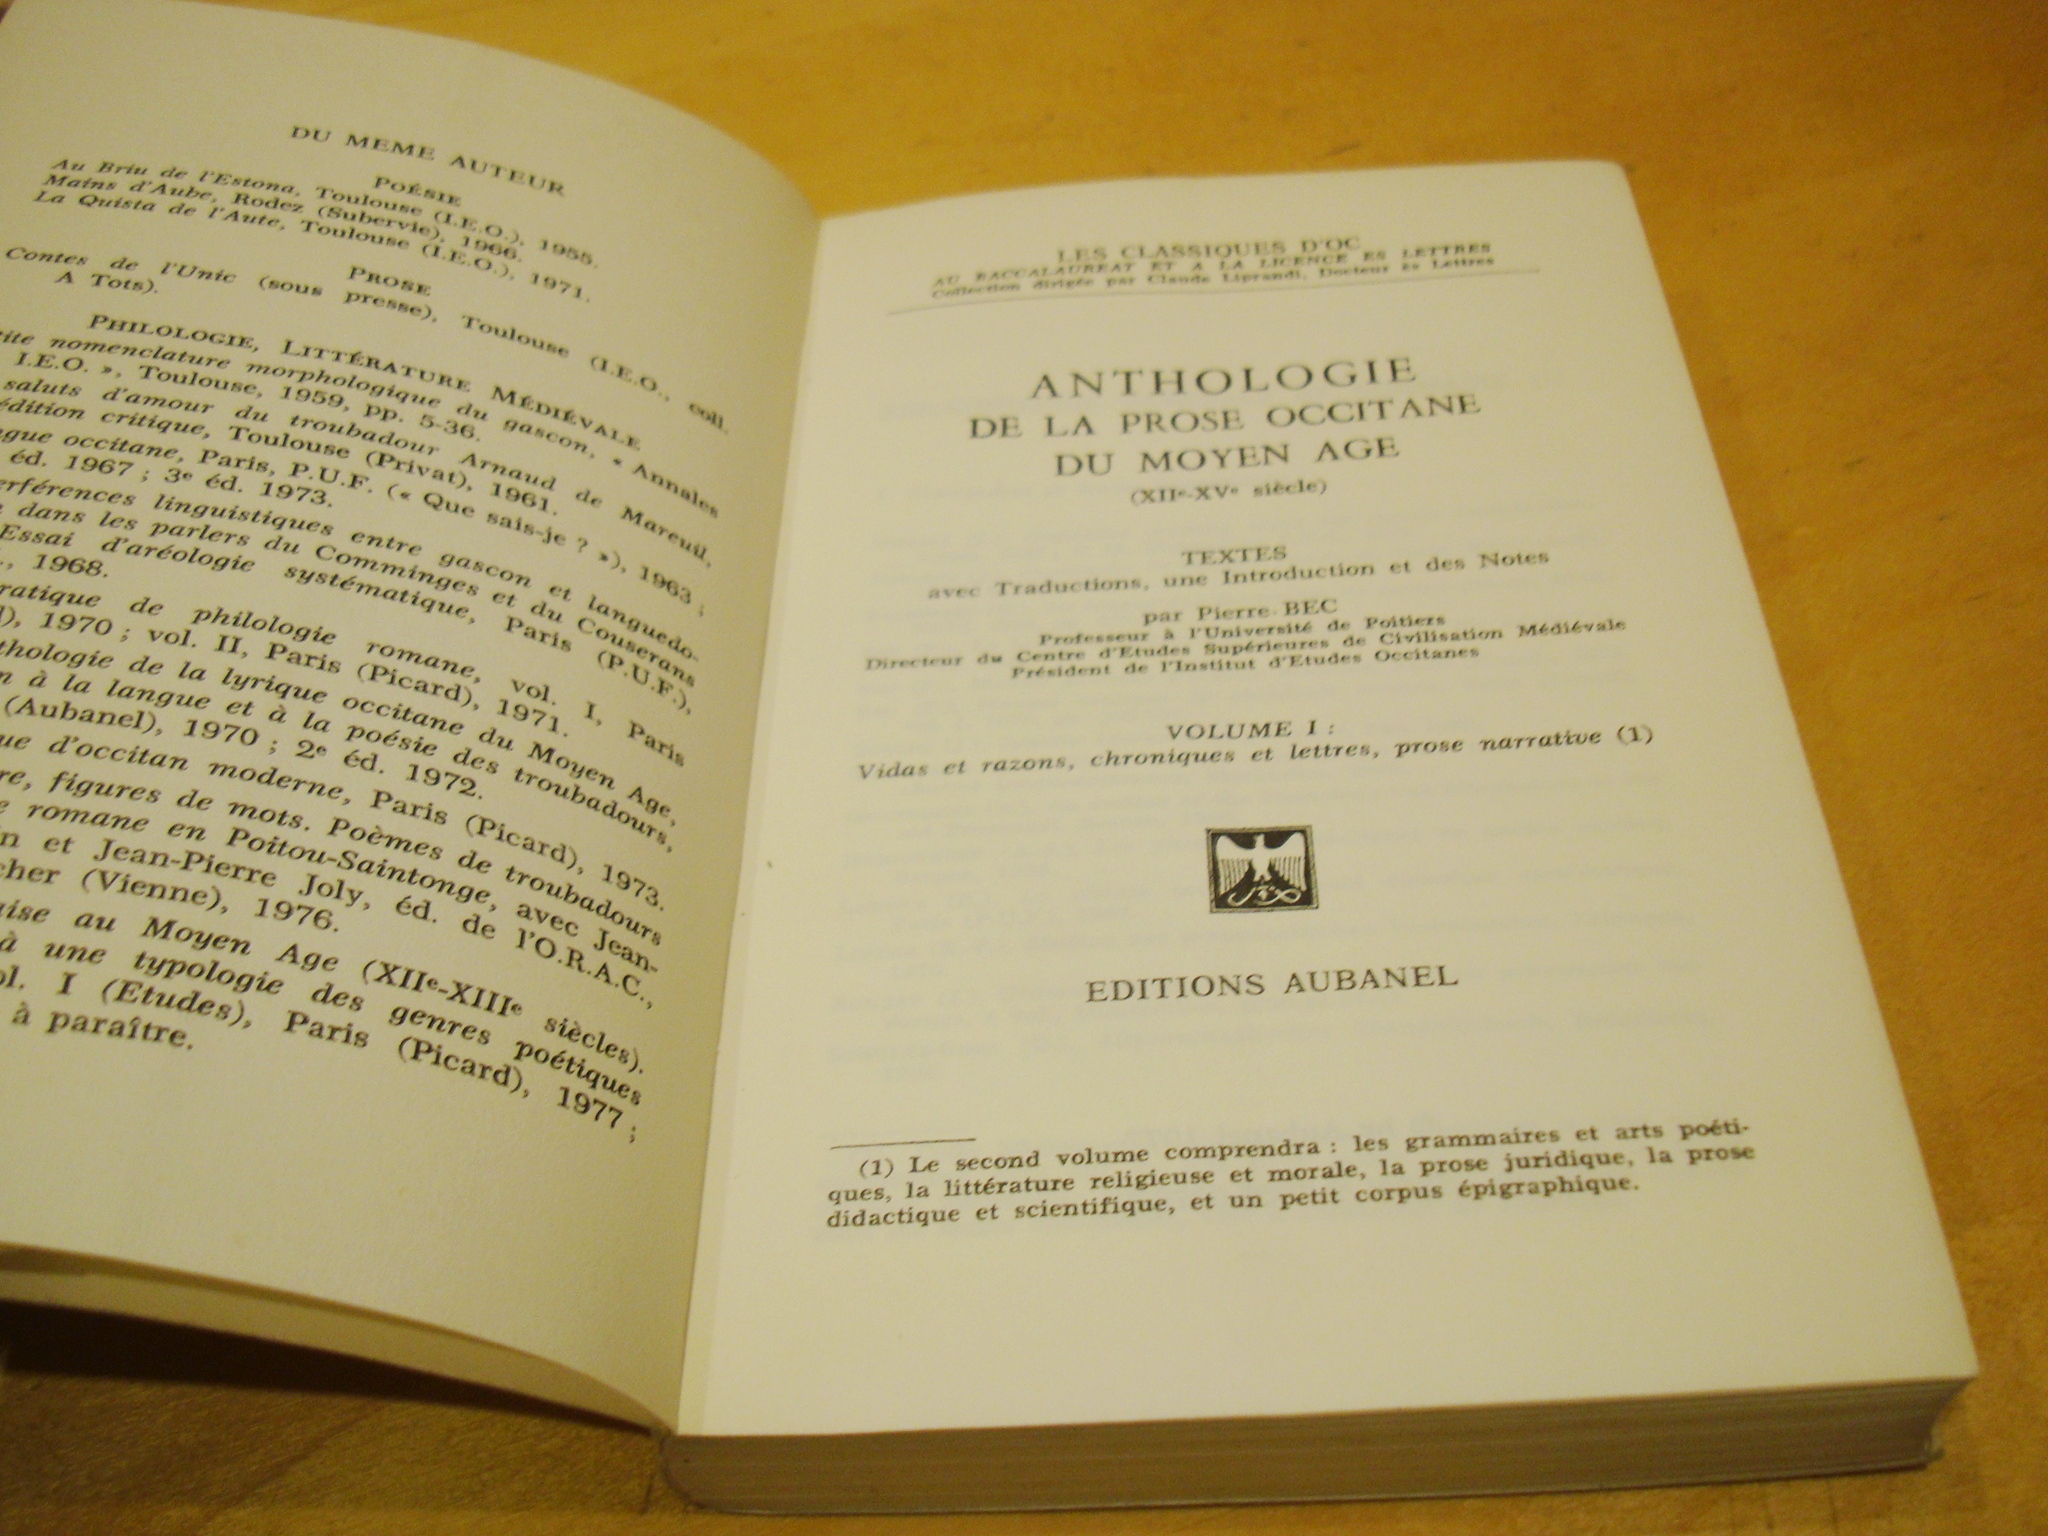 DU MEME AUTEUR
POÉSIE
Au Briu de l'Estona, Toulouse (I.E.O.), 1955.
Mains d'Aube, Rodez (Subervie), 1966.
La Quista de l'Aute, Toulouse (I.E.O.), 1971.
PROSE
Contes de l'Unic (sous presse), Toulouse (I.E.O., coll.
A Tots).
PHILOLOGIE, LITTÉRATURE MÉDIÉVALE
nomenclature morphologique du gascon, « Annales
I.E.O. », Toulouse, 1959, pp. 5-36.
saluts d'amour du troubadour Arnaud de Mareuil,
édition critique, Toulouse (Privat), 1961.
occitane, Paris, P.U.F. (« Que sais-je ? »), 1963 ;
éd. 1967 ; 3e éd. 1973.
linguistiques entre gascon et languedo-
dans les parlers du Comminges et du Couserans
Essai d'aréologie systématique, Paris (P.U.F.),
1968.
de philologie romane, vol. I, Paris
1970 ; vol. II, Paris (Picard), 1971.
de la lyrique occitane du Moyen Age,
à la langue et à la poésie des troubadours,
(Aubanel), 1970 ; 2e éd. 1972.
d'occitan moderne, Paris (Picard), 1973.
figures de mots. Poèmes de troubadours
romane en Poitou-Saintonge, avec Jean-
et Jean-Pierre Joly, éd. de l'O.R.A.C.,
(Vienne), 1976.
au Moyen Age (XIIe-XIIIe siècles).
à une typologie des genres poétiques
I (Etudes), Paris (Picard), 1977 ;
à paraître.
LES CLASSIQUES D'OC
AU BACCALAUREAT ET A LA LICENCE ES LETTRES
Collection dirigée par Claude Liprandi, Docteur ès Lettres
ANTHOLOGIE
DE LA PROSE OCCITANE
DU MOYEN AGE
(XIIe-XVe siècle)
TEXTES
avec Traductions, une Introduction et des Notes
par Pierre BEC
Professeur à l'Université de Poitiers
Directeur du Centre d'Etudes Supérieures de Civilisation Médiévale
Président de l'Institut d'Etudes Occitanes
VOLUME I :
Vidas et razons, chroniques et lettres, prose narrative (1)
EDITIONS AUBANEL
(1) Le second volume comprendra : les grammaires et arts poéti-
ques, la littérature religieuse et morale, la prose juridique, la prose
didactique et scientifique, et un petit corpus épigraphique.